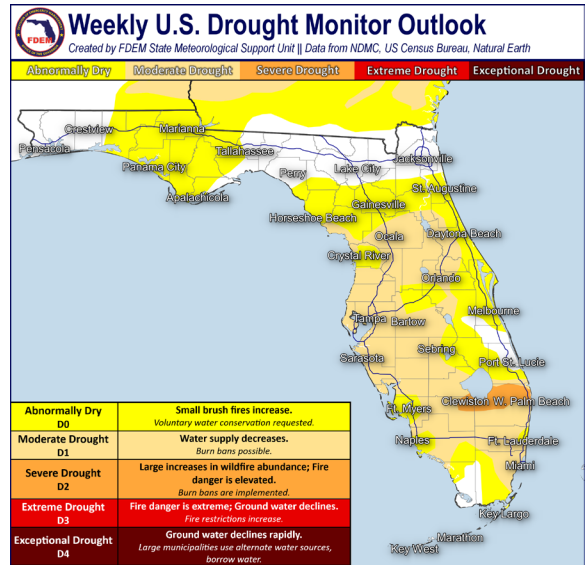 FDEM
Weekly U.S. Drought Monitor Outlook
Created by FDEM State Meteorological Support Unit || Data from NDMC, US Census Bureau, Natural Earth
Abnormally Dry Moderate Drought Severe Drought Extreme Drought Exceptional Drought
Crestview
Marianna
Pensacola
Tallahassee
Jacksonville
Panama City
Perry
Lake City
Apalachicola
St. Augustine
Gainesville
Horseshoe Beach
Ocala
Daytona Beach
Crystal River
Orlando
Melbourne
Tampa
Bartow
Sarasota
Sebring
Port St. Lucie
Clewiston
W. Palm Beach
Ft. Myers
Naples
Ft. Lauderdale
Miami
Key Largo
Marathon
Key West
Abnormally Dry
D0
Small brush fires increase.
Voluntary water conservation requested.
Moderate Drought
D1
Water supply decreases.
Burn bans possible.
Severe Drought
D2
Large increases in wildfire abundance; Fire
danger is elevated.
Burn bans are implemented.
Extreme Drought
D3
Fire danger is extreme; Ground water declines.
Fire restrictions increase.
Exceptional Drought
D4
Ground water declines rapidly.
Large municipalities use alternate water sources,
borrow water.